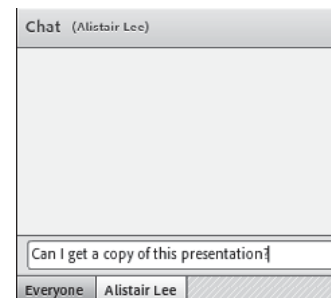 Chat (Alistair Lee)
Can I get a copy of this presentation?
Everyone Alistair Lee